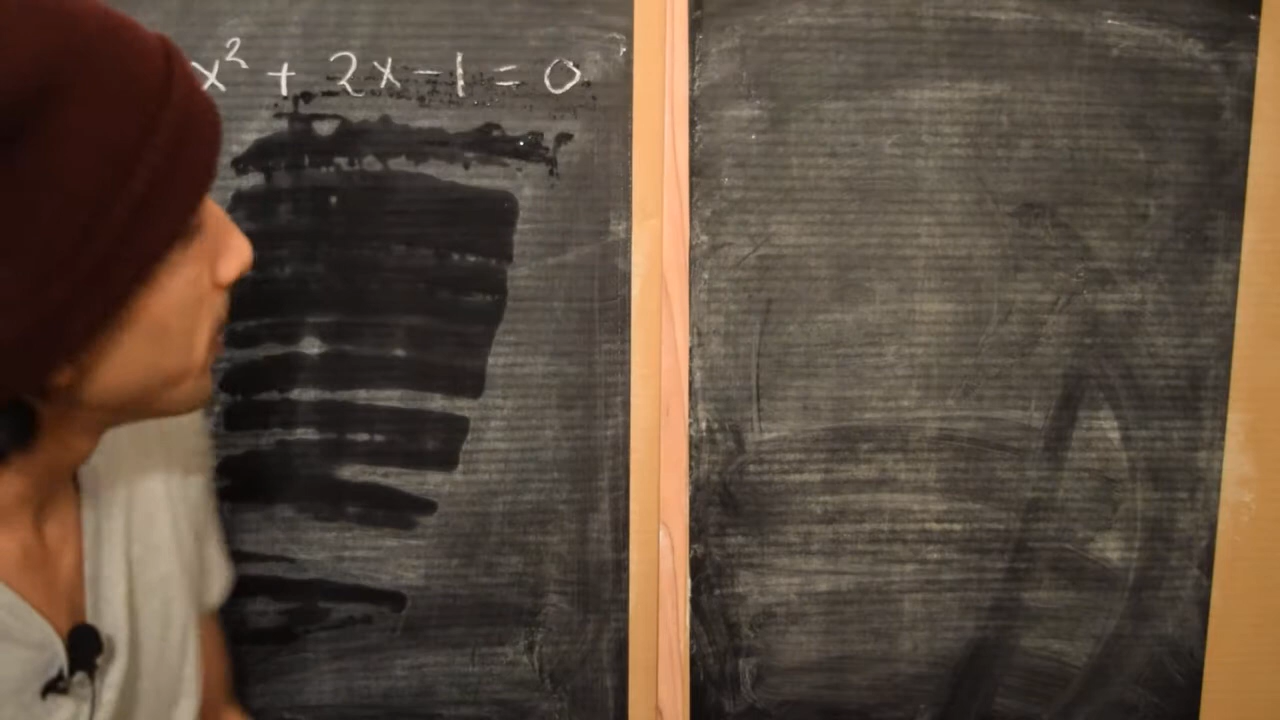 x² + 2x - 1 = 0